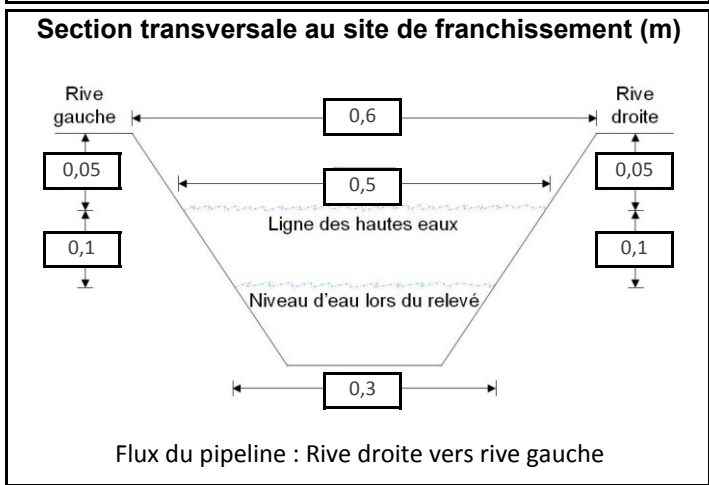 Section transversale au site de franchissement (m)
Rive gauche
Rive droite
0,6
0,05
0,05
0,5
Ligne des hautes eaux
0,1
0,1
Niveau d'eau lors du relevé
0,3
Flux du pipeline : Rive droite vers rive gauche